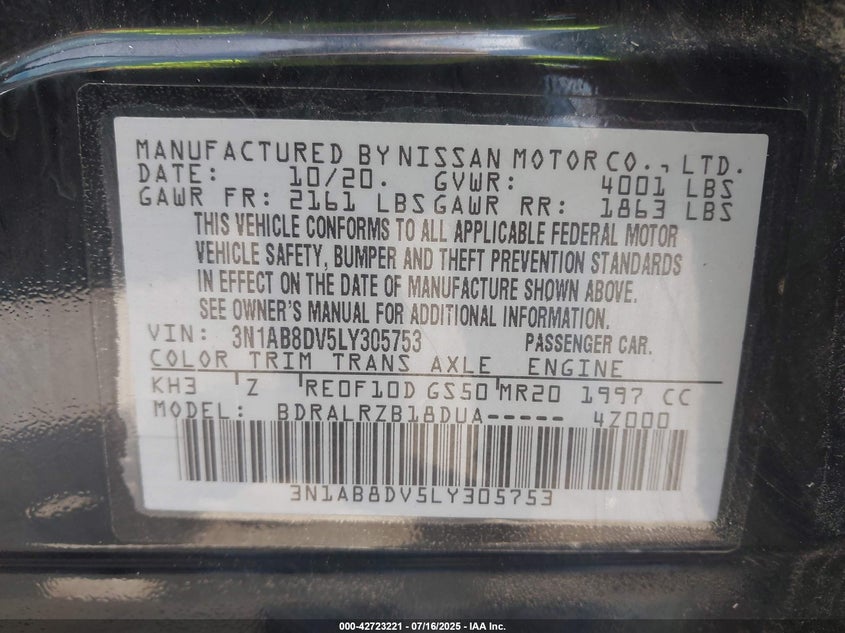 MANUFACTURED BY NISSAN MOTOR CO., LTD.
DATE: 10/20. GVWR: 4001 LBS
GAWR FR: 2161 LBS GAWR RR: 1863 LBS
THIS VEHICLE CONFORMS TO ALL APPLICABLE FEDERAL MOTOR
VEHICLE SAFETY, BUMPER AND THEFT PREVENTION STANDARDS
IN EFFECT ON THE DATE OF MANUFACTURE SHOWN ABOVE.
SEE OWNER'S MANUAL FOR ADDITIONAL INFORMATION.
VIN: 3N1AB8DV5LY305753 PASSENGER CAR.
COLOR TRIM TRANS AXLE ENGINE
KH3 Z RE0F10D GS50 MR20 1997 CC
MODEL: BDRALRZB18DUA----- 4Z000
3N1AB8DV5LY305753
000-42723221 - 07/16/2025 - IAA Inc.